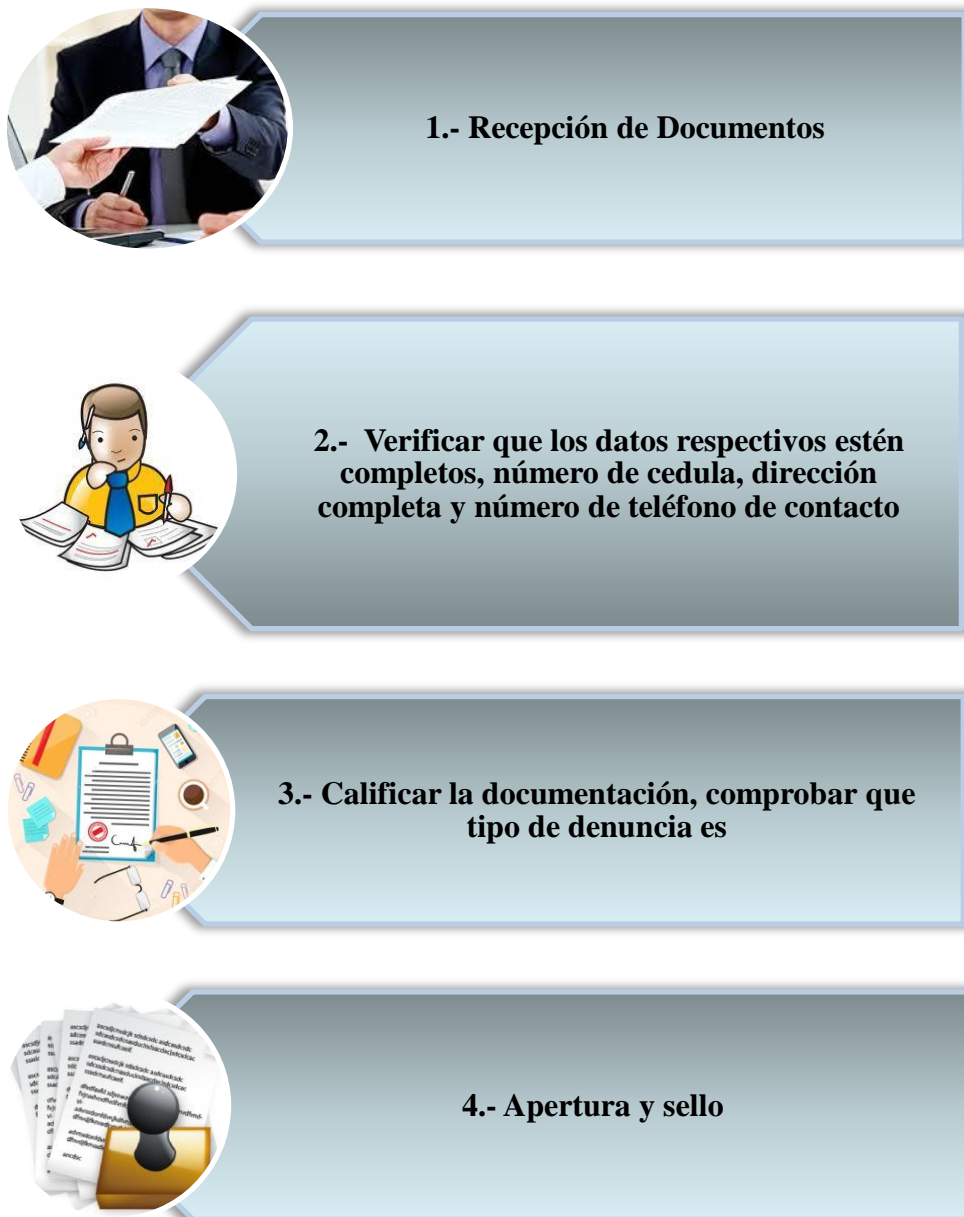 1.- Recepción de Documentos
2.- Verificar que los datos respectivos estén
completos, número de cedula, dirección
completa y número de teléfono de contacto
3.- Calificar la documentación, comprobar que
tipo de denuncia es
4.- Apertura y sello